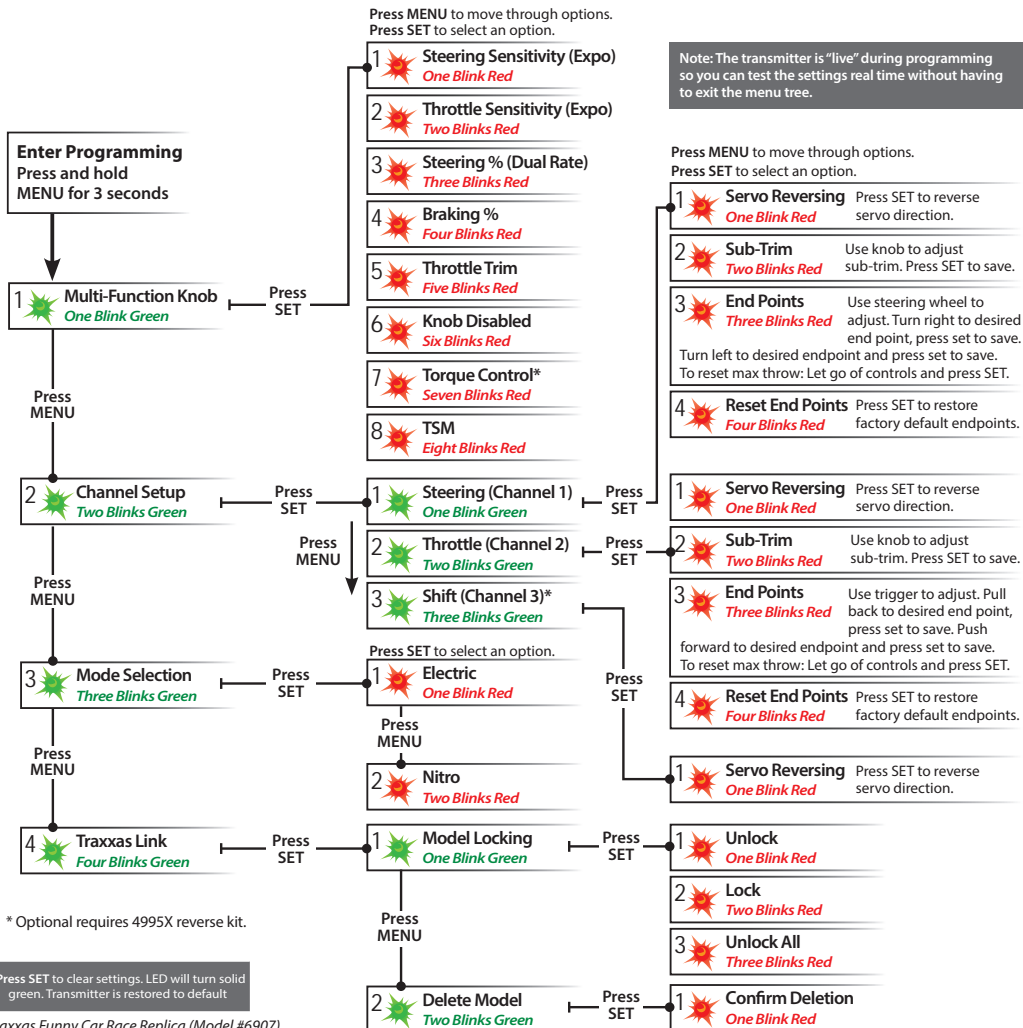 Press MENU to move through options.
Press SET to select an option.
1 Steering Sensitivity (Expo)
One Blink Red
2 Throttle Sensitivity (Expo)
Two Blinks Red
3 Steering % (Dual Rate)
Three Blinks Red
4 Braking %
Four Blinks Red
5 Throttle Trim
Five Blinks Red
6 Knob Disabled
Six Blinks Red
7 Torque Control*
Seven Blinks Red
8 TSM
Eight Blinks Red
Note: The transmitter is "live" during programming
so you can test the settings real time without having
to exit the menu tree.
Enter Programming
Press and hold
MENU for 3 seconds
1 Multi-Function Knob
One Blink Green
Press
SET
Press
MENU
2 Channel Setup
Two Blinks Green
Press
SET
1 Steering (Channel 1)
One Blink Green
Press
SET
Press
MENU
2 Throttle (Channel 2)
Two Blinks Green
Press
SET
3 Shift (Channel 3)*
Three Blinks Green
Press
SET
Press MENU to move through options.
Press SET to select an option.
1 Servo Reversing Press SET to reverse
One Blink Red servo direction.
2 Sub-Trim Use knob to adjust
Two Blinks Red sub-trim. Press SET to save.
3 End Points Use steering wheel to
Three Blinks Red adjust. Turn right to desired
end point, press set to save.
Turn left to desired endpoint and press set to save.
To reset max throw: Let go of controls and press SET.
4 Reset End Points Press SET to restore
Four Blinks Red factory default endpoints.
1 Servo Reversing Press SET to reverse
One Blink Red servo direction.
2 Sub-Trim Use knob to adjust
Two Blinks Red sub-trim. Press SET to save.
3 End Points Use trigger to adjust. Pull
Three Blinks Red back to desired end point,
press set to save. Push
forward to desired endpoint and press set to save.
To reset max throw: Let go of controls and press SET.
4 Reset End Points Press SET to restore
Four Blinks Red factory default endpoints.
1 Servo Reversing Press SET to reverse
One Blink Red servo direction.
Press
MENU
3 Mode Selection
Three Blinks Green
Press
SET
Press SET to select an option.
1 Electric
One Blink Red
Press
MENU
2 Nitro
Two Blinks Red
Press
MENU
4 Traxxas Link
Four Blinks Green
Press
SET
1 Model Locking
One Blink Green
Press
SET
1 Unlock
One Blink Red
2 Lock
Two Blinks Red
3 Unlock All
Three Blinks Red
Press
MENU
2 Delete Model
Two Blinks Green
Press
SET
1 Confirm Deletion
One Blink Red
* Optional requires 4995X reverse kit.
Press SET to clear settings. LED will turn solid
green. Transmitter is restored to default
axxas Funny Car Race Replica (Model #6907)